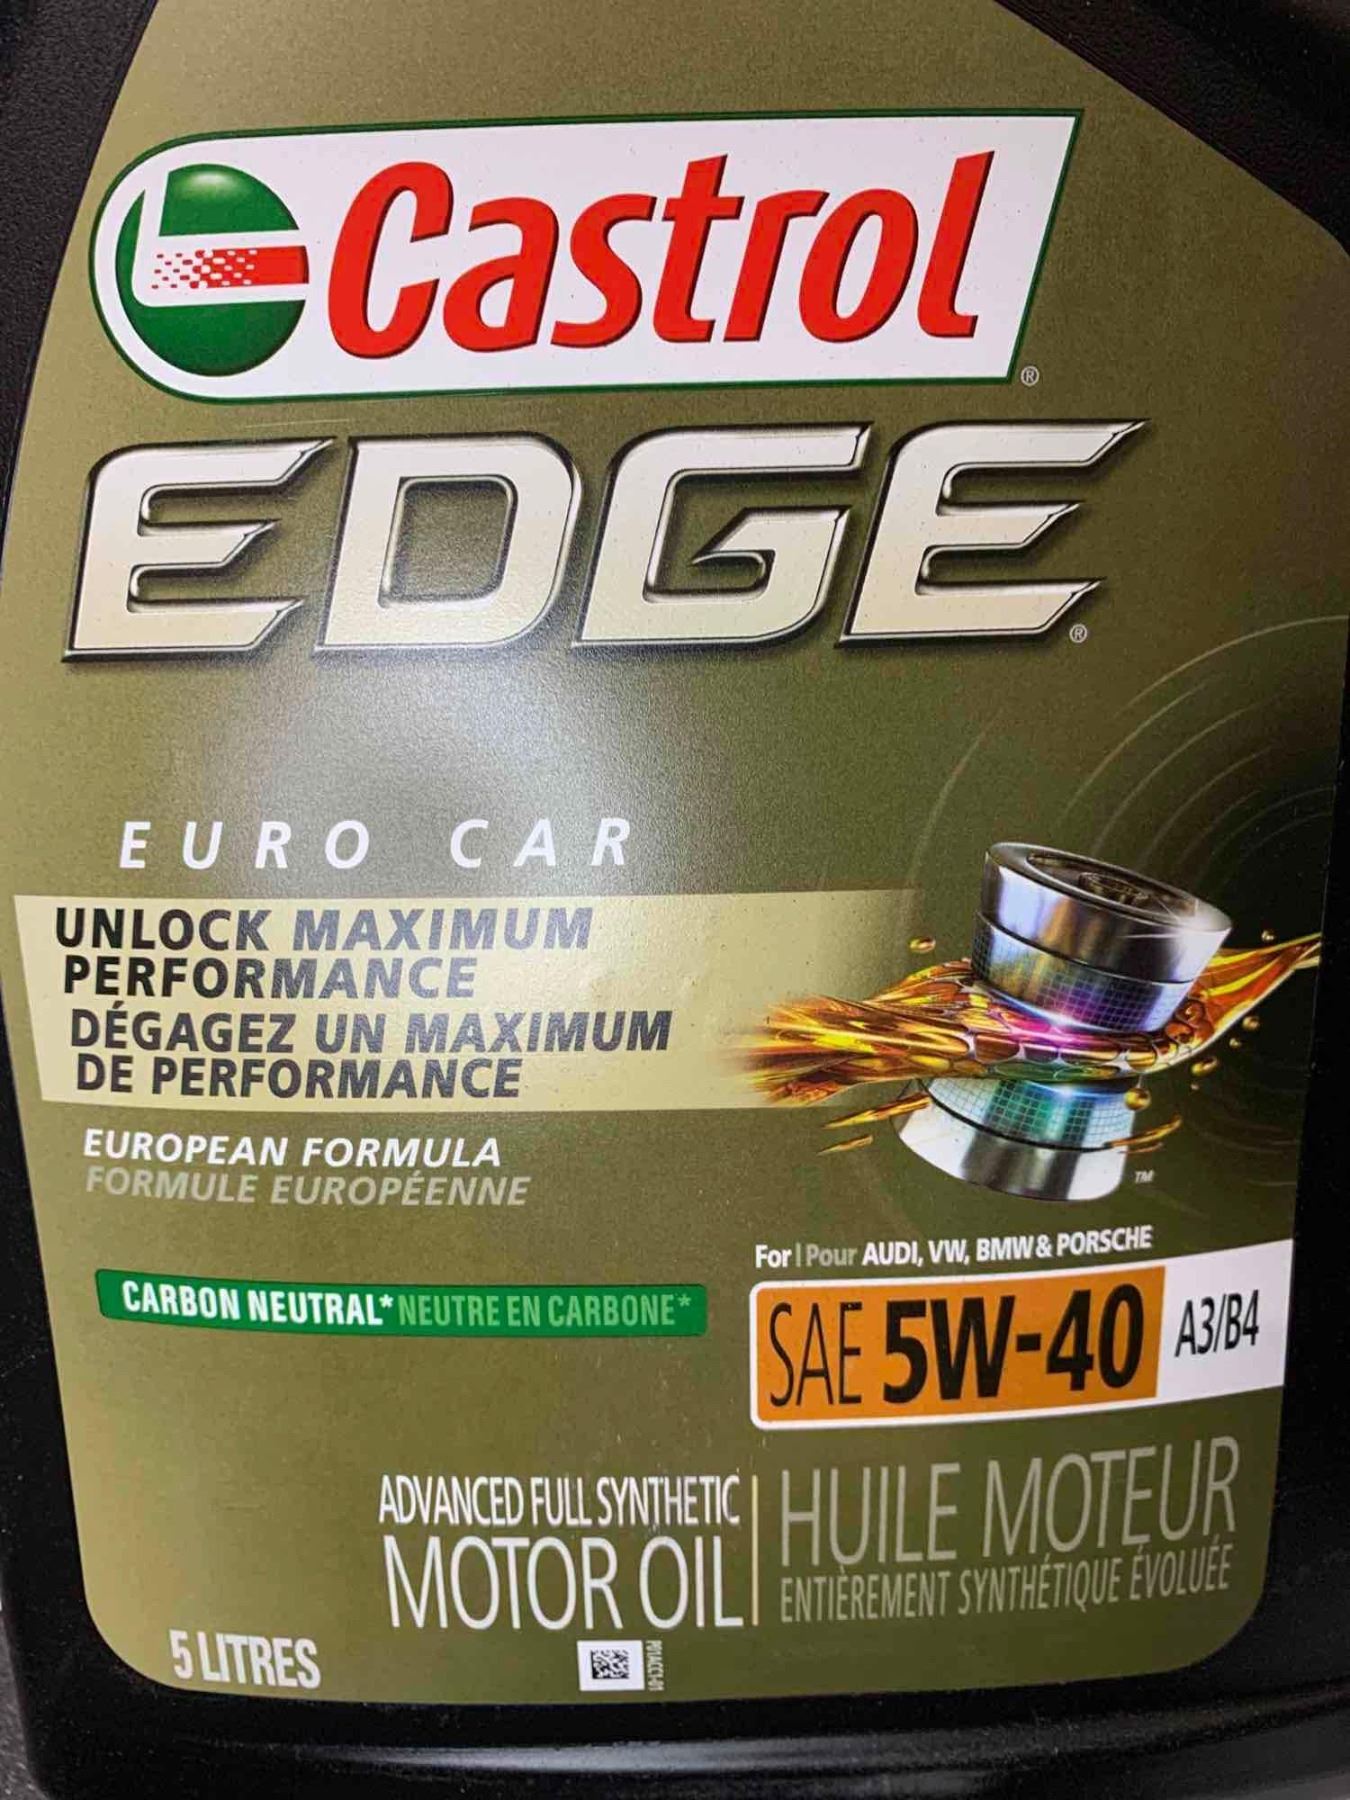 Castrol®
EDGE®
EURO CAR
UNLOCK MAXIMUM
PERFORMANCE
DÉGAGEZ UN MAXIMUM
DE PERFORMANCE
EUROPEAN FORMULA
FORMULE EUROPÉENNE
TM
For | Pour AUDI, VW, BMW & PORSCHE
CARBON NEUTRAL* NEUTRE EN CARBONE*
SAE 5W-40 A3/B4
ADVANCED FULL SYNTHETIC
MOTOR OIL
HUILE MOTEUR
ENTIÈREMENT SYNTHÉTIQUE ÉVOLUÉE
5 LITRES